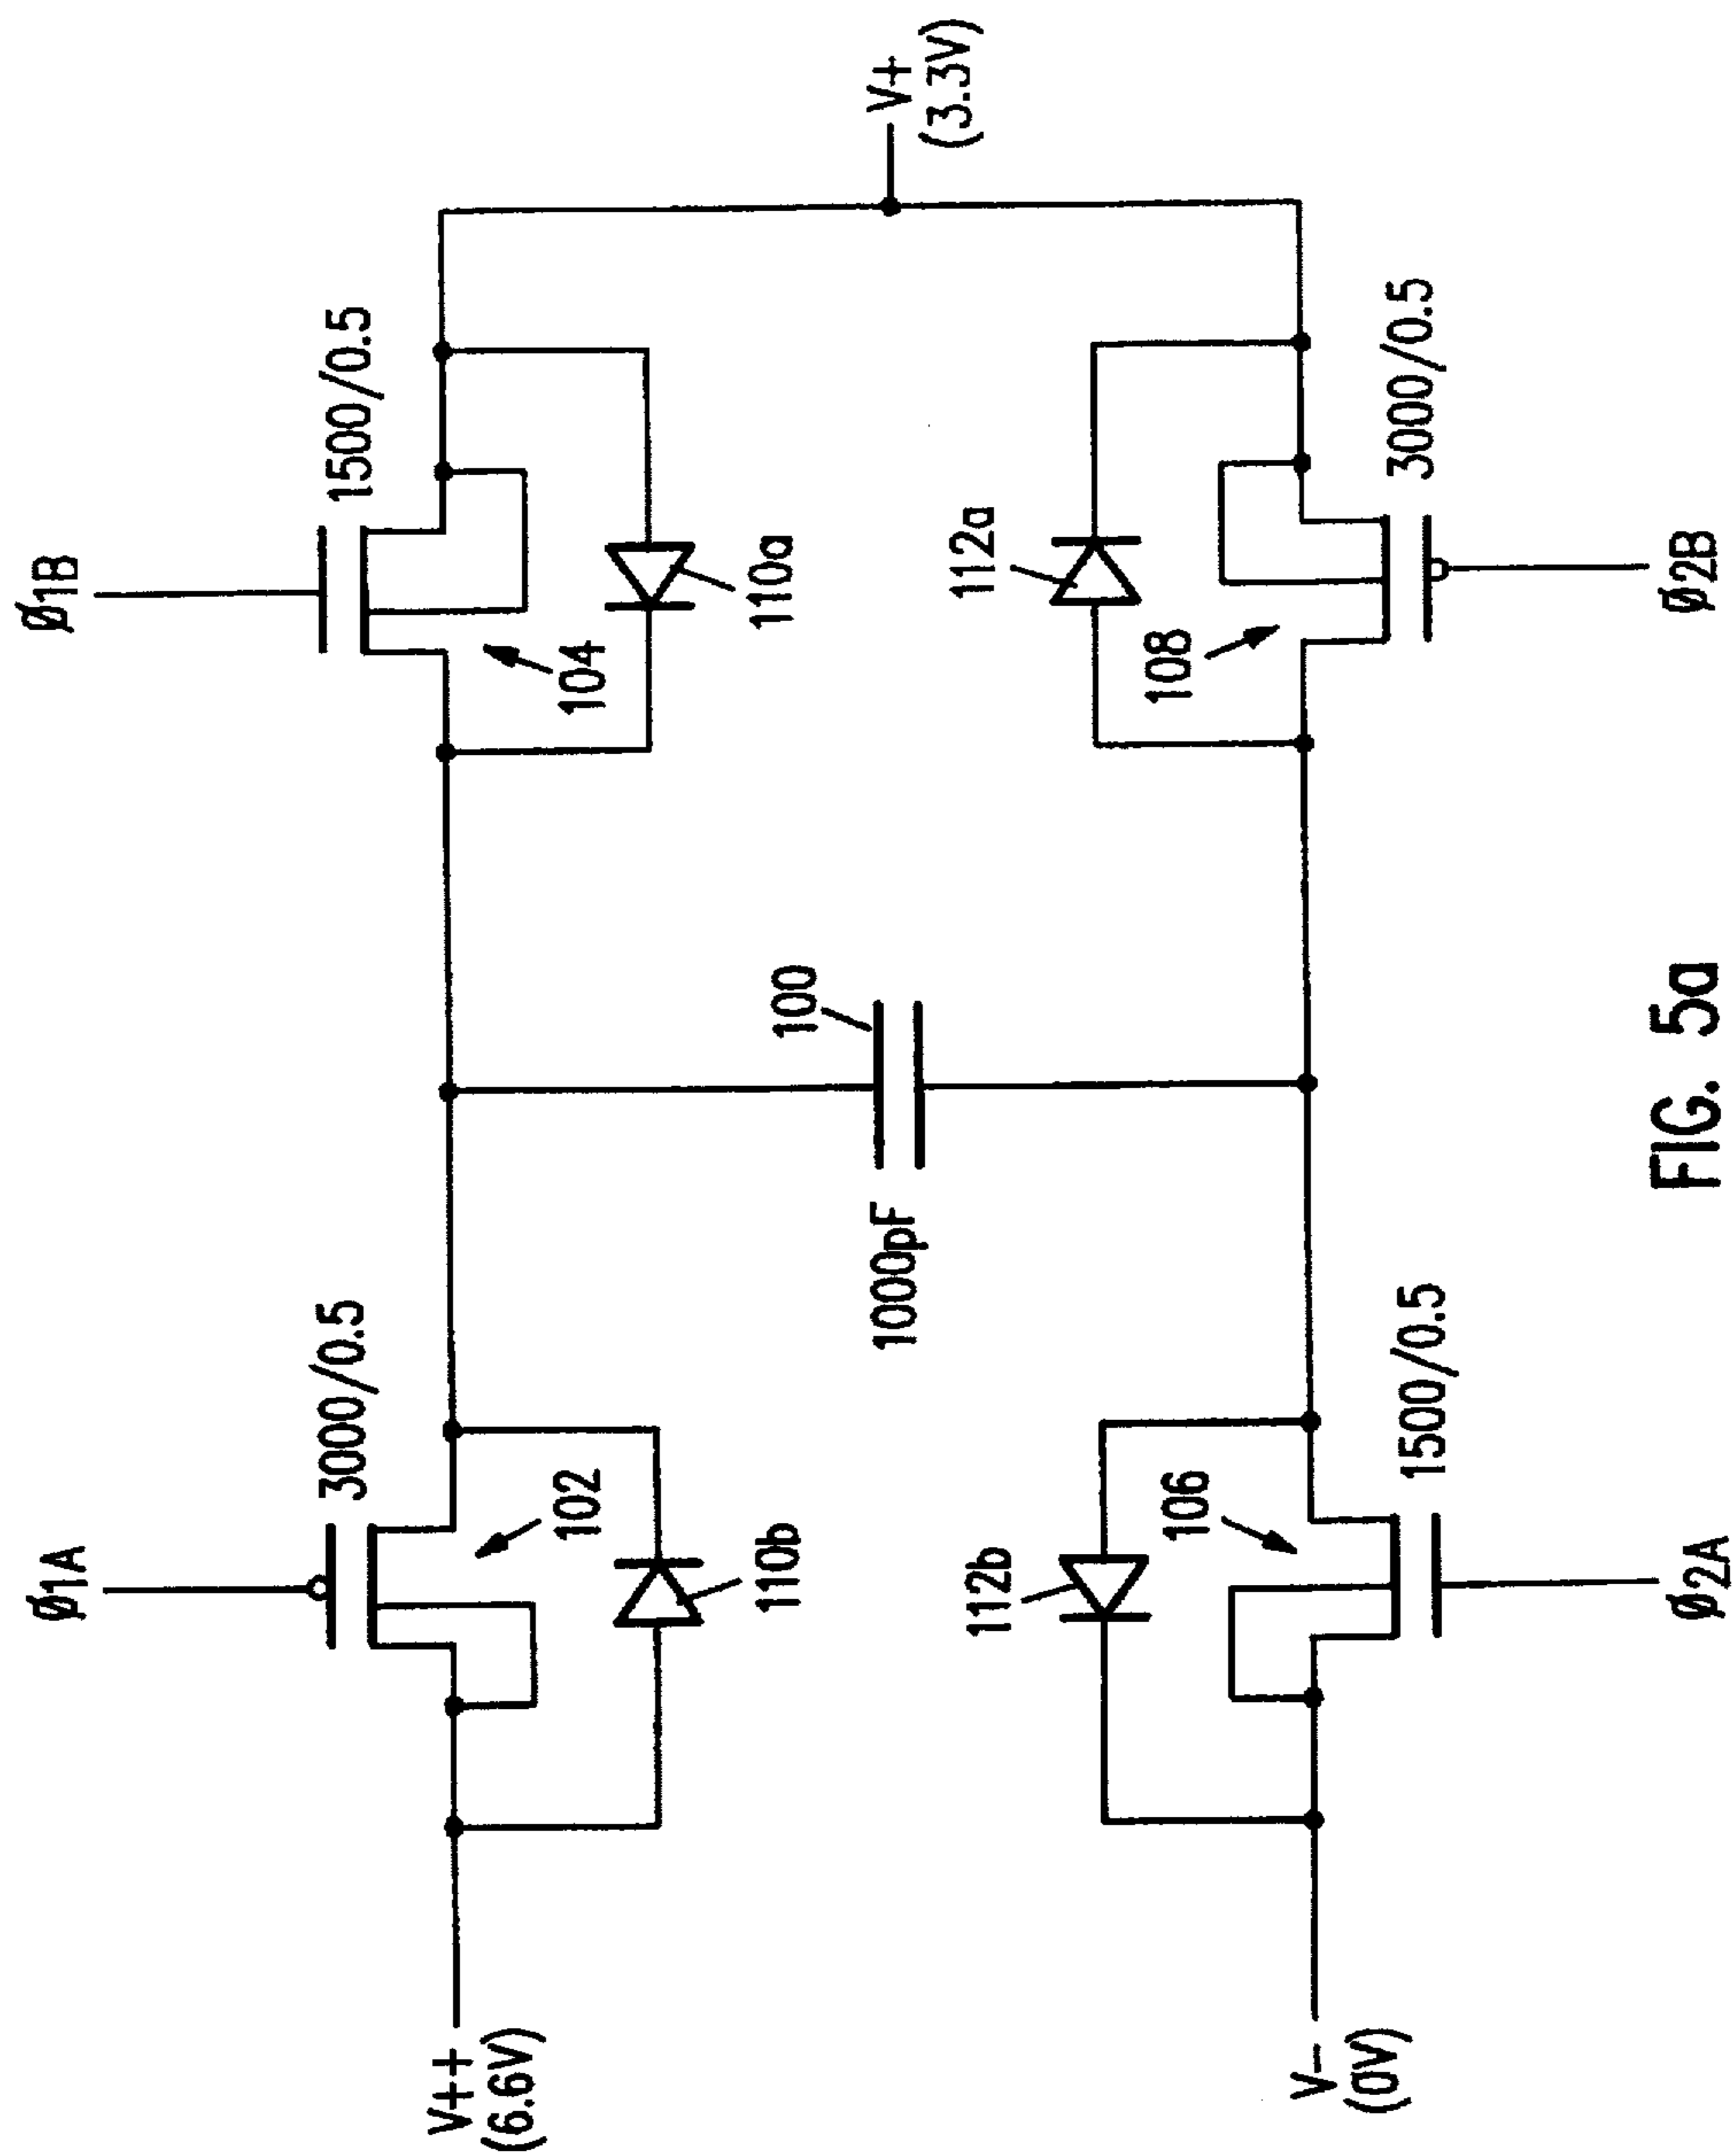 Ø1A
Ø1B
3000/0.5
1500/0.5
102
104
V++
(6.6V)
110b
110a
1000pF
100
V+
(3.3V)
112b
112a
106
108
V-
(0V)
1500/0.5
3000/0.5
Ø2A
Ø2B
FIG. 5a